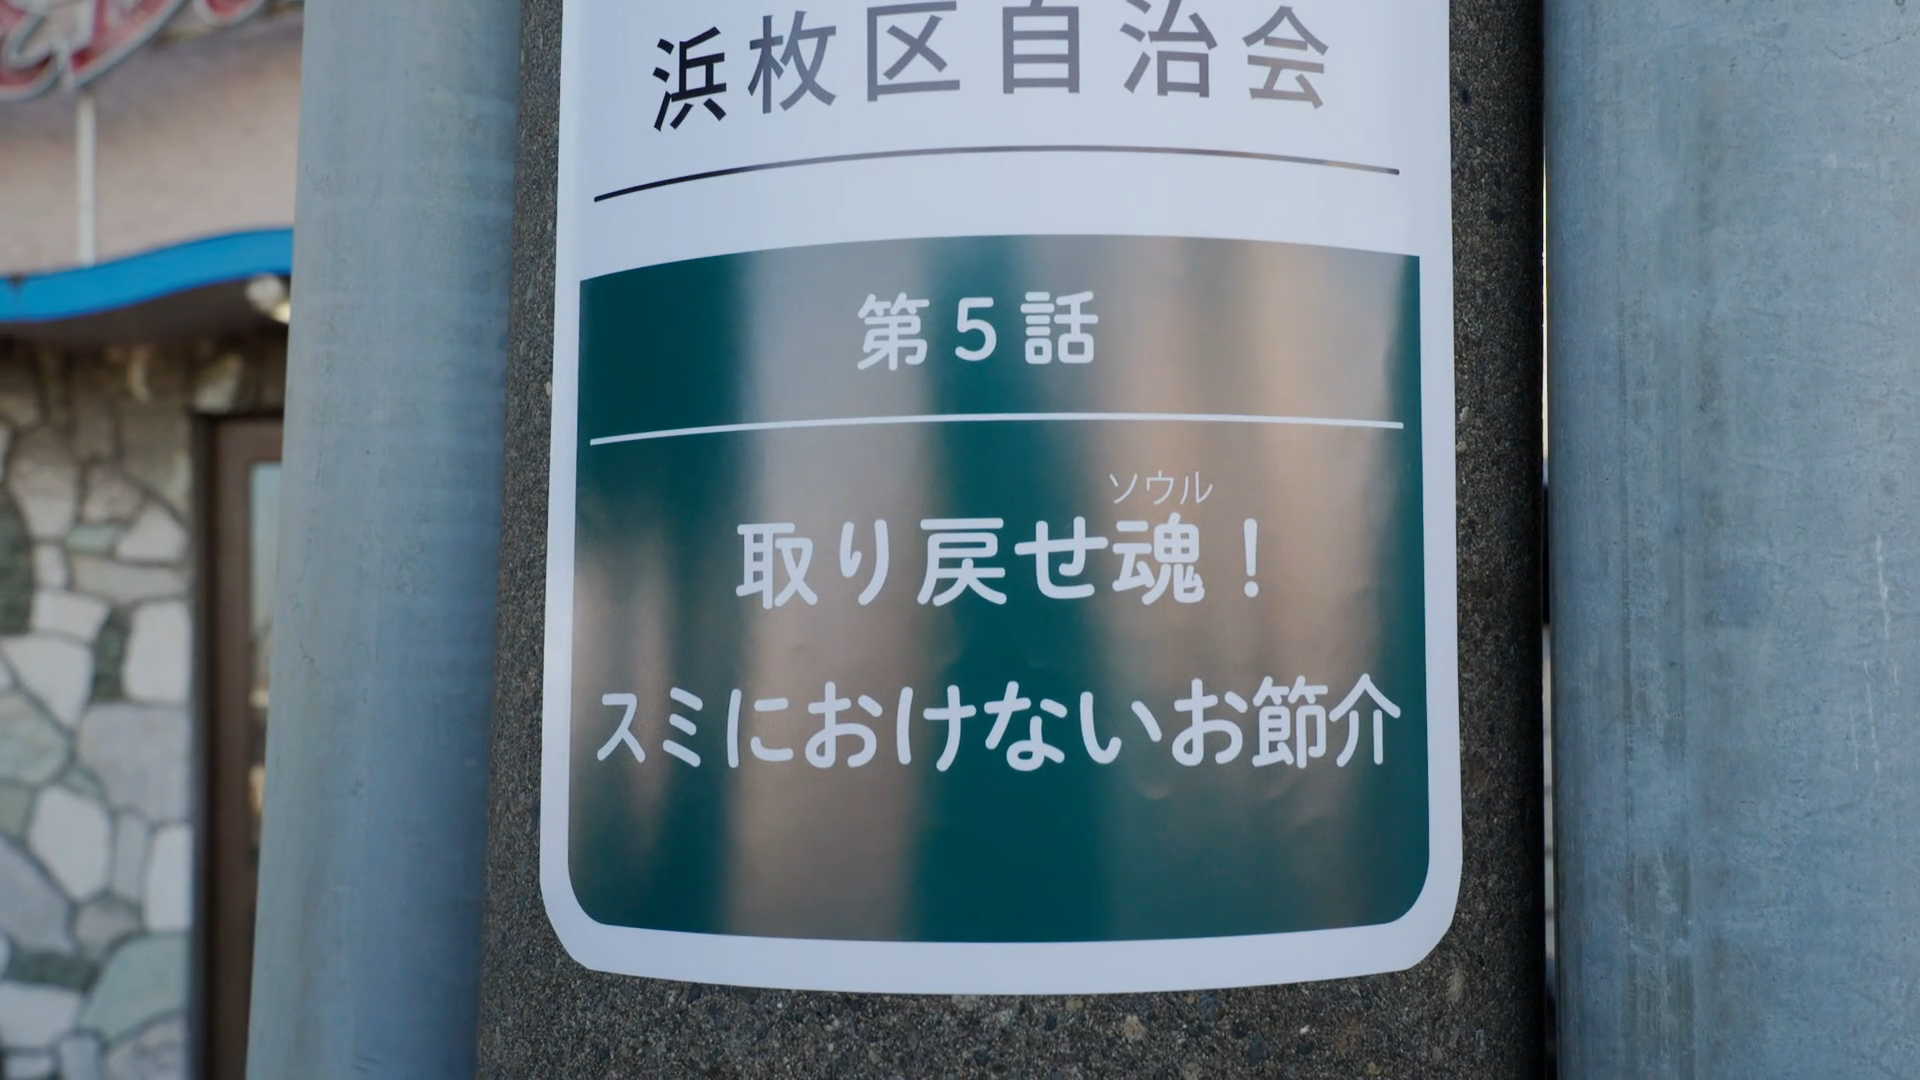 浜枚区自治会
第5話
ソウル
取り戻せ魂!
スミにおけないお節介